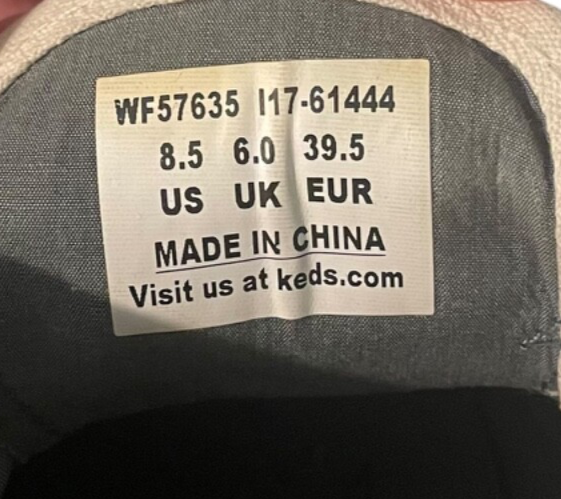 WF57635 I17-61444
8.5 6.0 39.5
US UK EUR
MADE IN CHINA
Visit us at keds.com